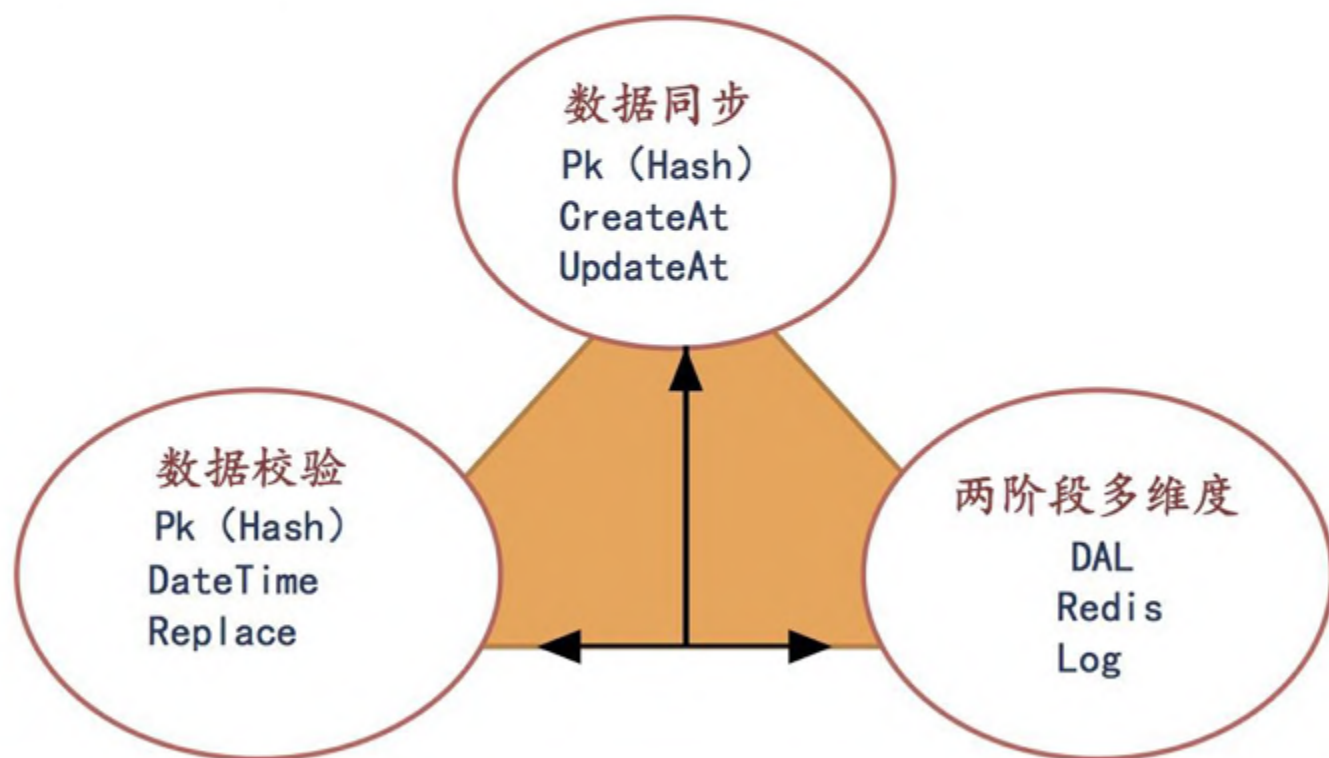 数据同步
Pk（Hash）
CreateAt
UpdateAt
数据校验
Pk（Hash）
DateTime
Replace
两阶段多维度
DAL
Redis
Log